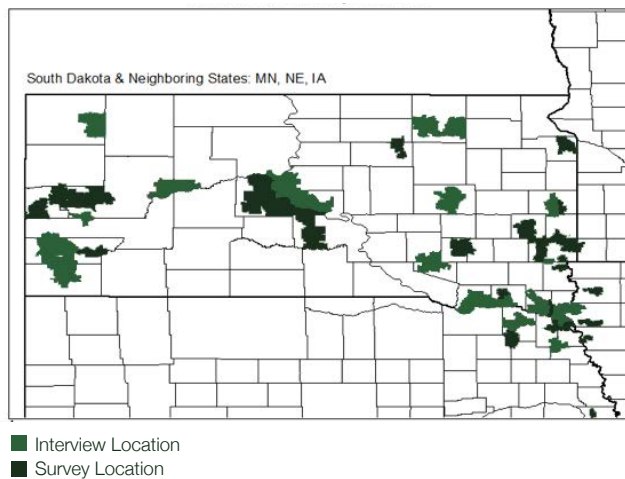 South Dakota & Neighboring States: MN, NE, IA
Interview Location
Survey Location